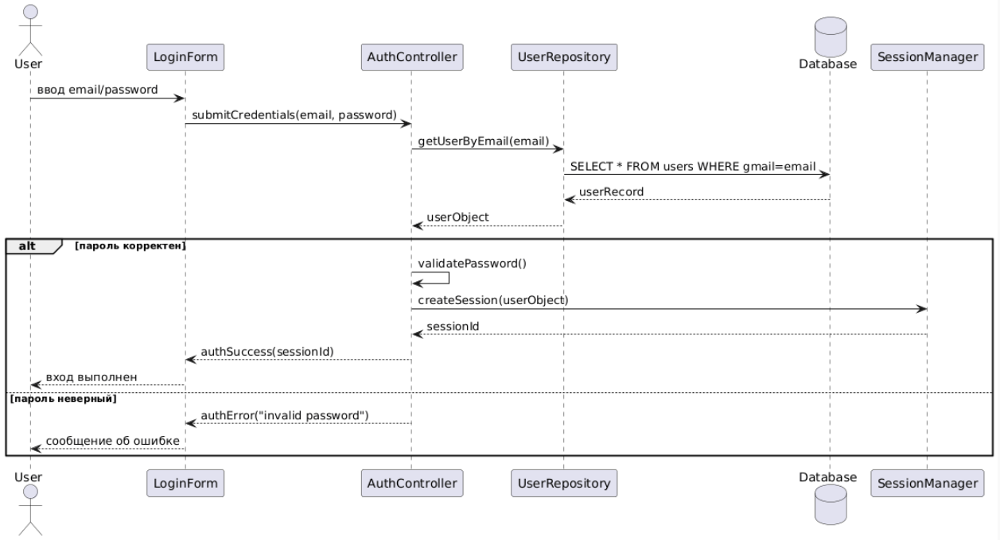 User
LoginForm
AuthController
UserRepository
Database
SessionManager
ввод email/password
submitCredentials(email, password)
getUserByEmail(email)
SELECT * FROM users WHERE gmail=email
userRecord
userObject
alt
[пароль корректен]
validatePassword()
createSession(userObject)
sessionId
authSuccess(sessionId)
вход выполнен
[пароль неверный]
authError("invalid password")
сообщение об ошибке
User
LoginForm
AuthController
UserRepository
Database
SessionManager